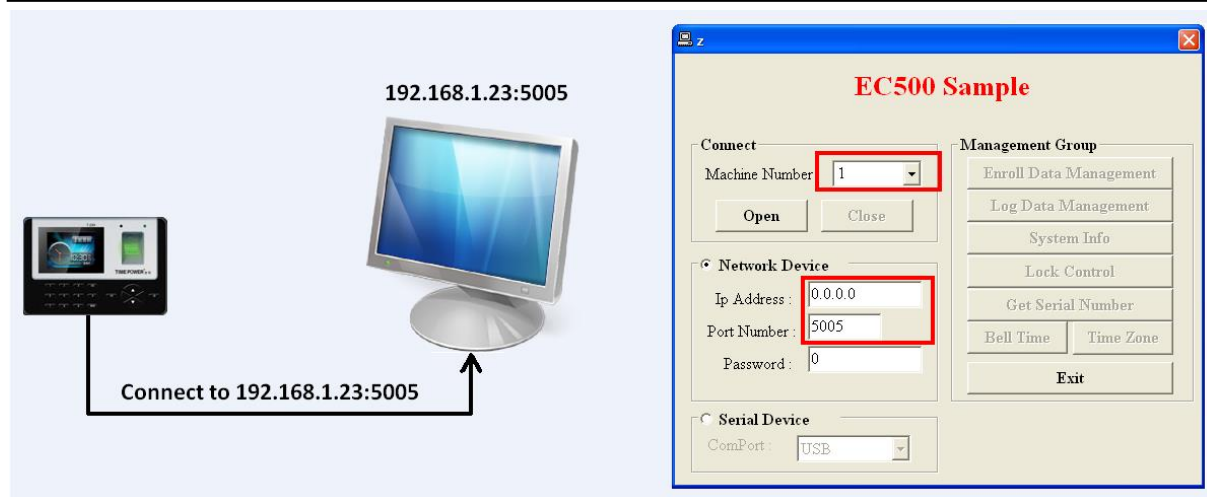 192.168.1.23:5005
TIME POWER
Connect to 192.168.1.23:5005
z
EC500 Sample
Connect
Machine Number 1
Open Close
Network Device
Ip Address : 0.0.0.0
Port Number : 5005
Password : 0
Serial Device
ComPort : USB
Management Group
Enroll Data Management
Log Data Management
System Info
Lock Control
Get Serial Number
Bell Time Time Zone
Exit